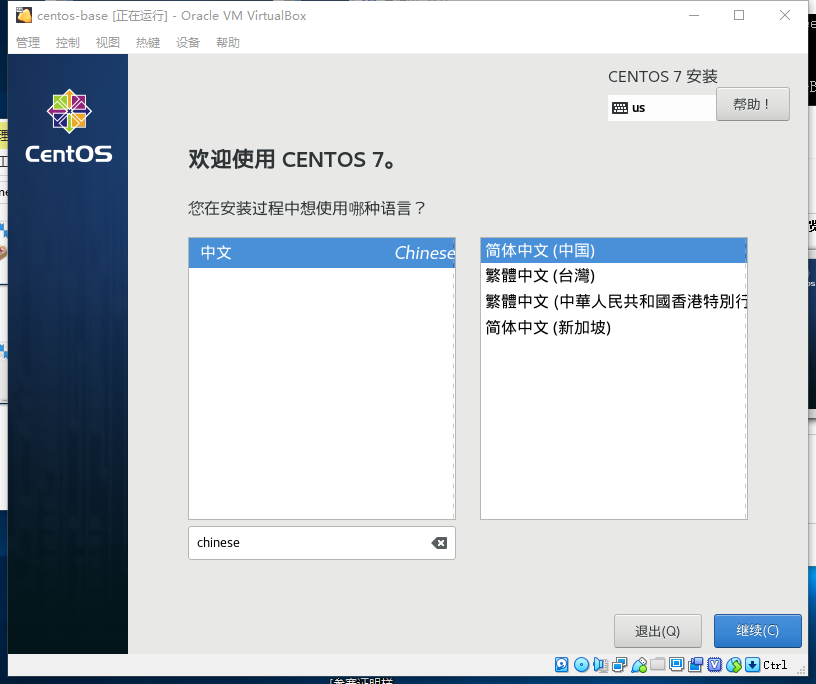 centos-base [正在运行] - Oracle VM VirtualBox
管理 控制 视图 热键 设备 帮助
CENTOS 7 安装
us
帮助！
CentOS
欢迎使用 CENTOS 7。
您在安装过程中想使用哪种语言？
中文 Chinese
简体中文 (中国)
繁體中文 (台灣)
繁體中文 (中華人民共和國香港特別行
简体中文 (新加坡)
chinese
退出(Q)
继续(C)
Ctrl